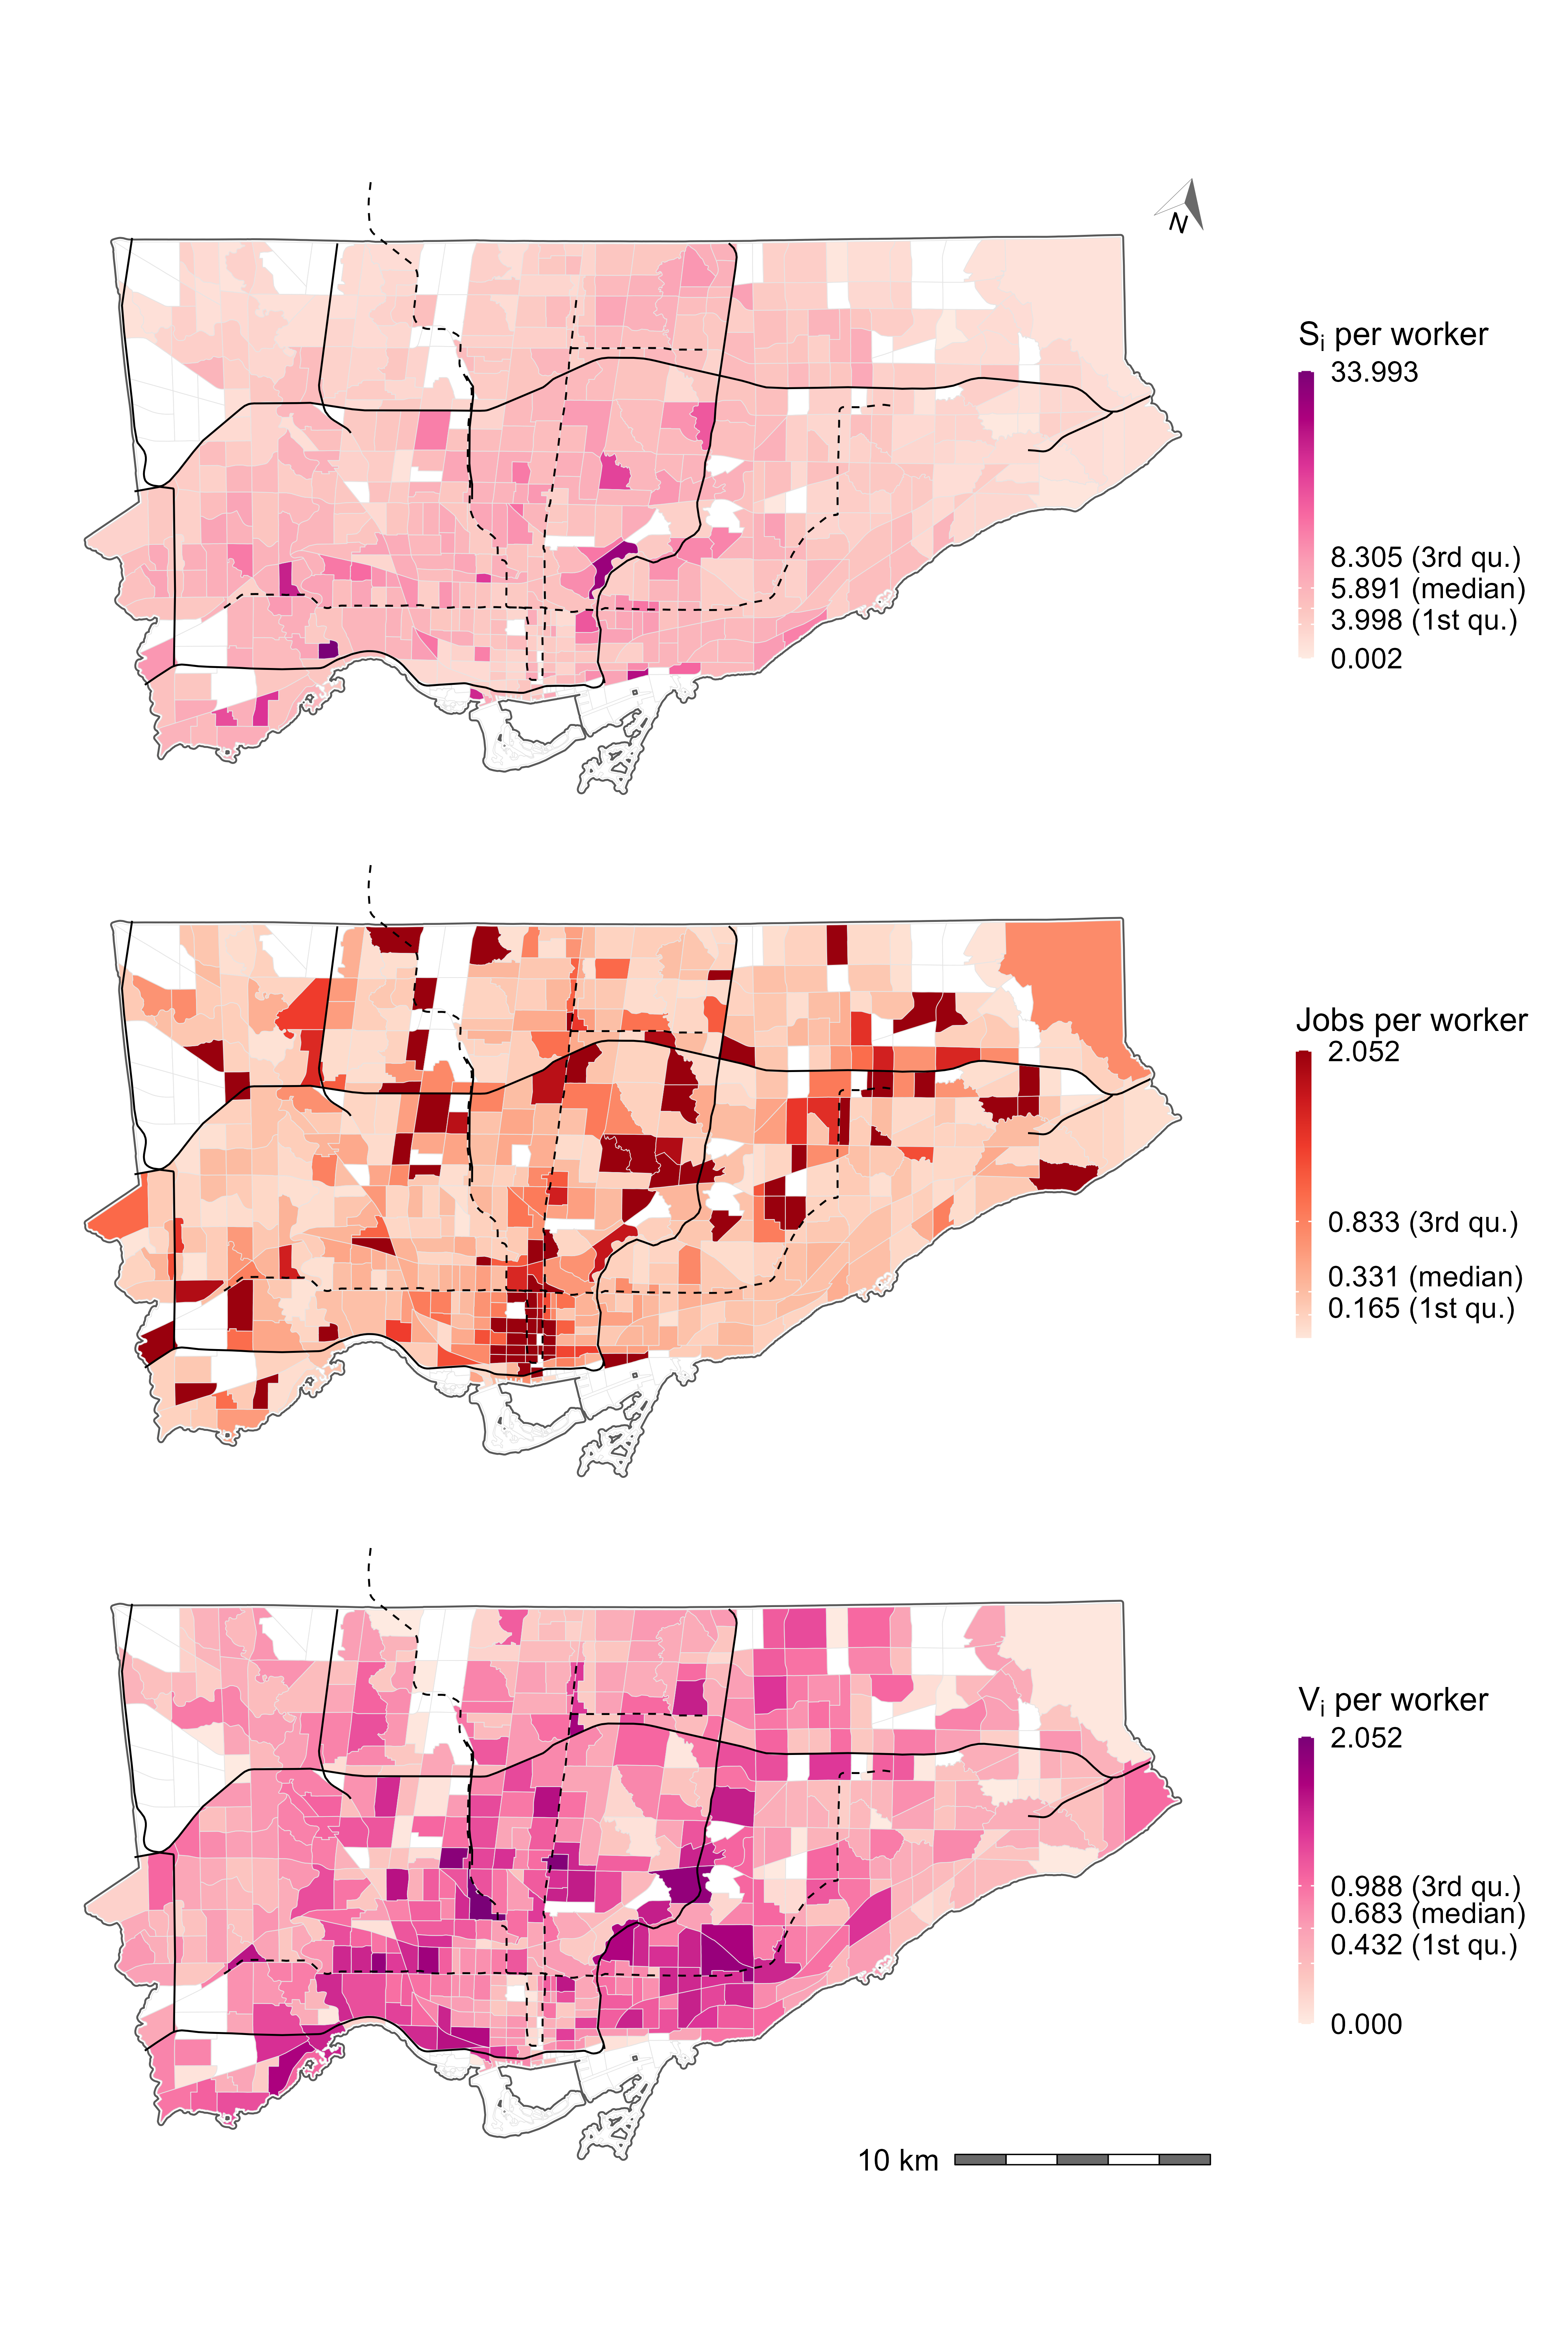 N
Sᵢ per worker
33.993
8.305 (3rd qu.)
5.891 (median)
3.998 (1st qu.)
0.002
Jobs per worker
2.052
0.833 (3rd qu.)
0.331 (median)
0.165 (1st qu.)
Vᵢ per worker
2.052
0.988 (3rd qu.)
0.683 (median)
0.432 (1st qu.)
0.000
10 km